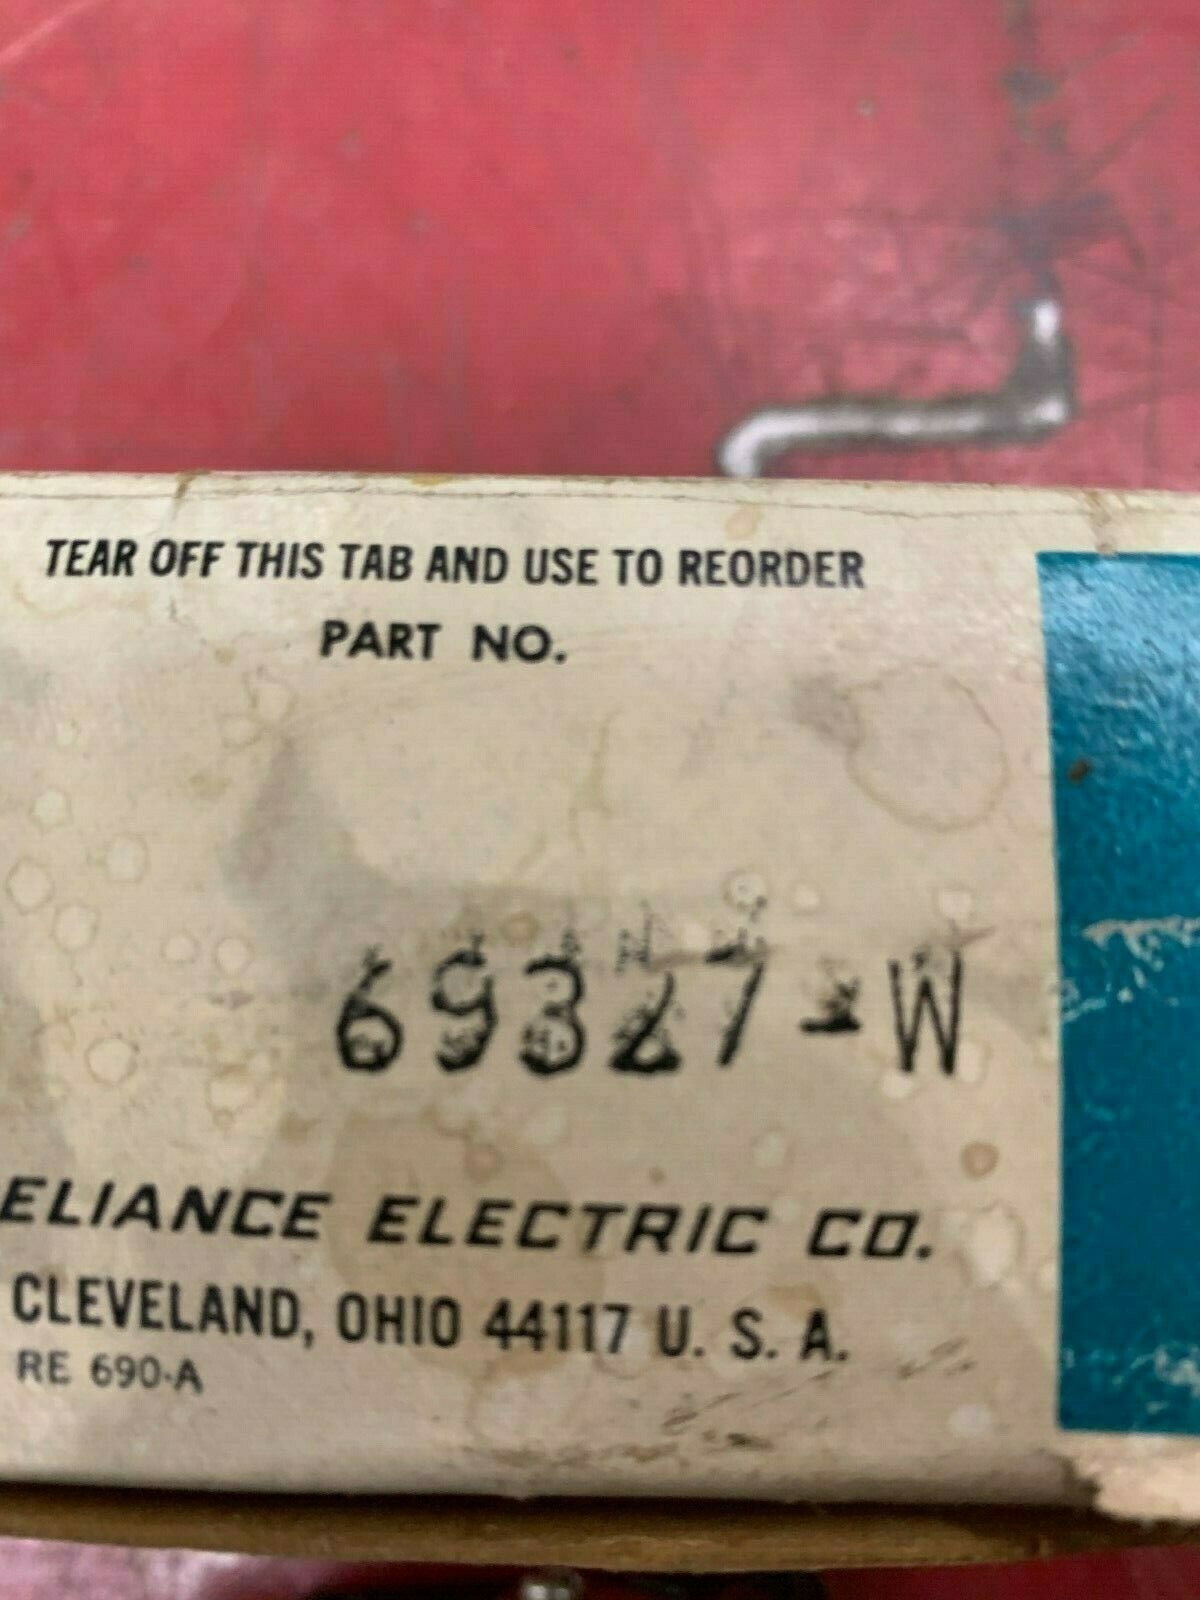 TEAR OFF THIS TAB AND USE TO REORDER
PART NO.
69327-W
ELIANCE ELECTRIC CO.
CLEVELAND, OHIO 44117 U. S. A.
RE 690-A